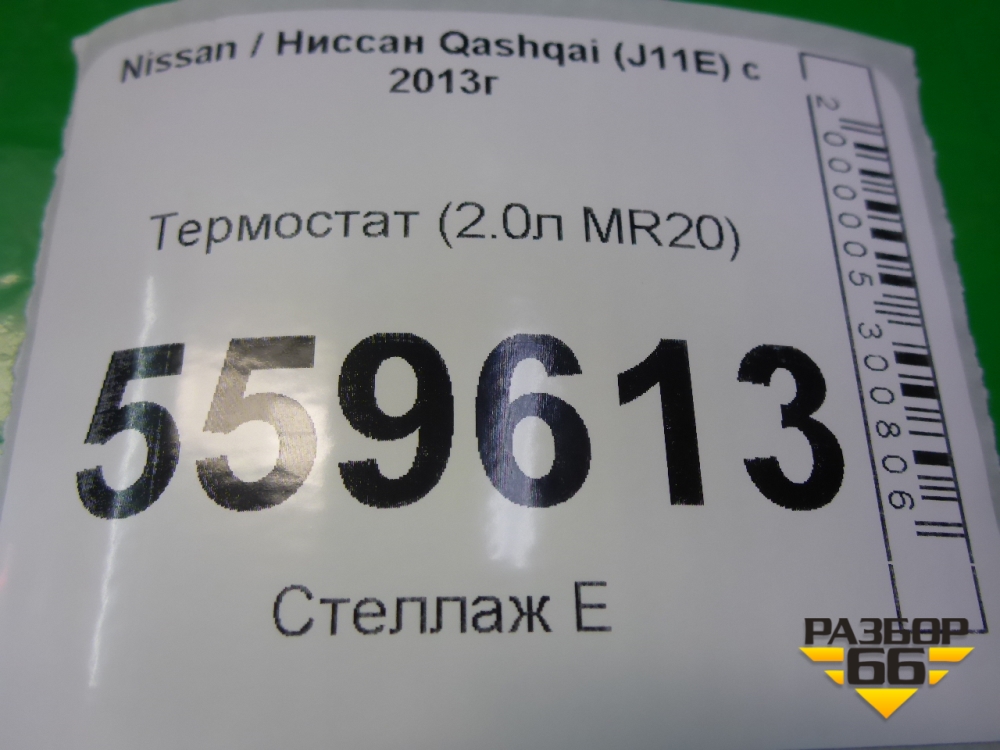 Nissan / Ниссан Qashqai (J11E) с
2013г
Термостат (2.0л MR20)
559613
Стеллаж Е
2000005300806
РАЗБОР
66